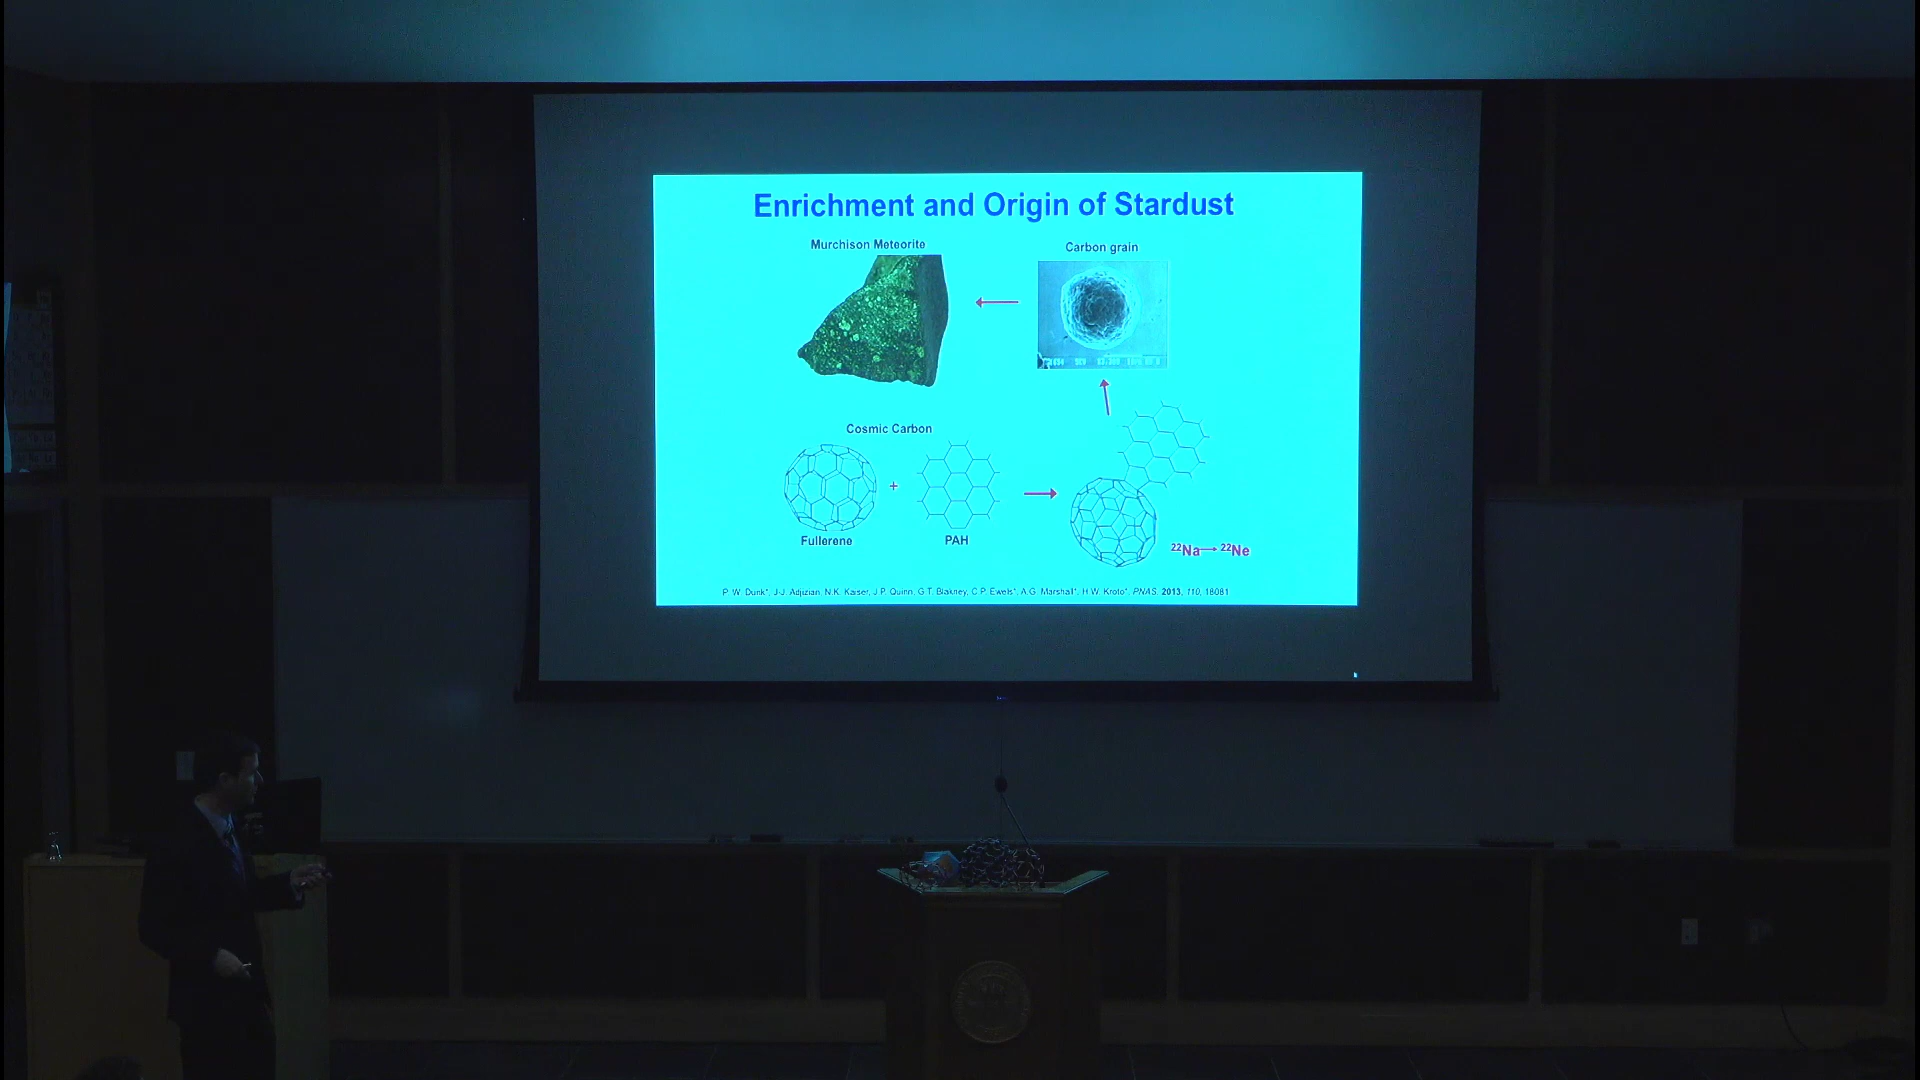 Enrichment and Origin of Stardust
Murchison Meteorite
Carbon grain
Cosmic Carbon
+
Fullerene
PAH
²²Na→ ²²Ne
P. W. Dunk*, J-J. Adjizian, N.K. Kaiser, J.P. Quinn, G.T. Blakney, C.P. Ewels*, A.G. Marshall*, H.W. Kroto*, PNAS, 2013, 110, 18081